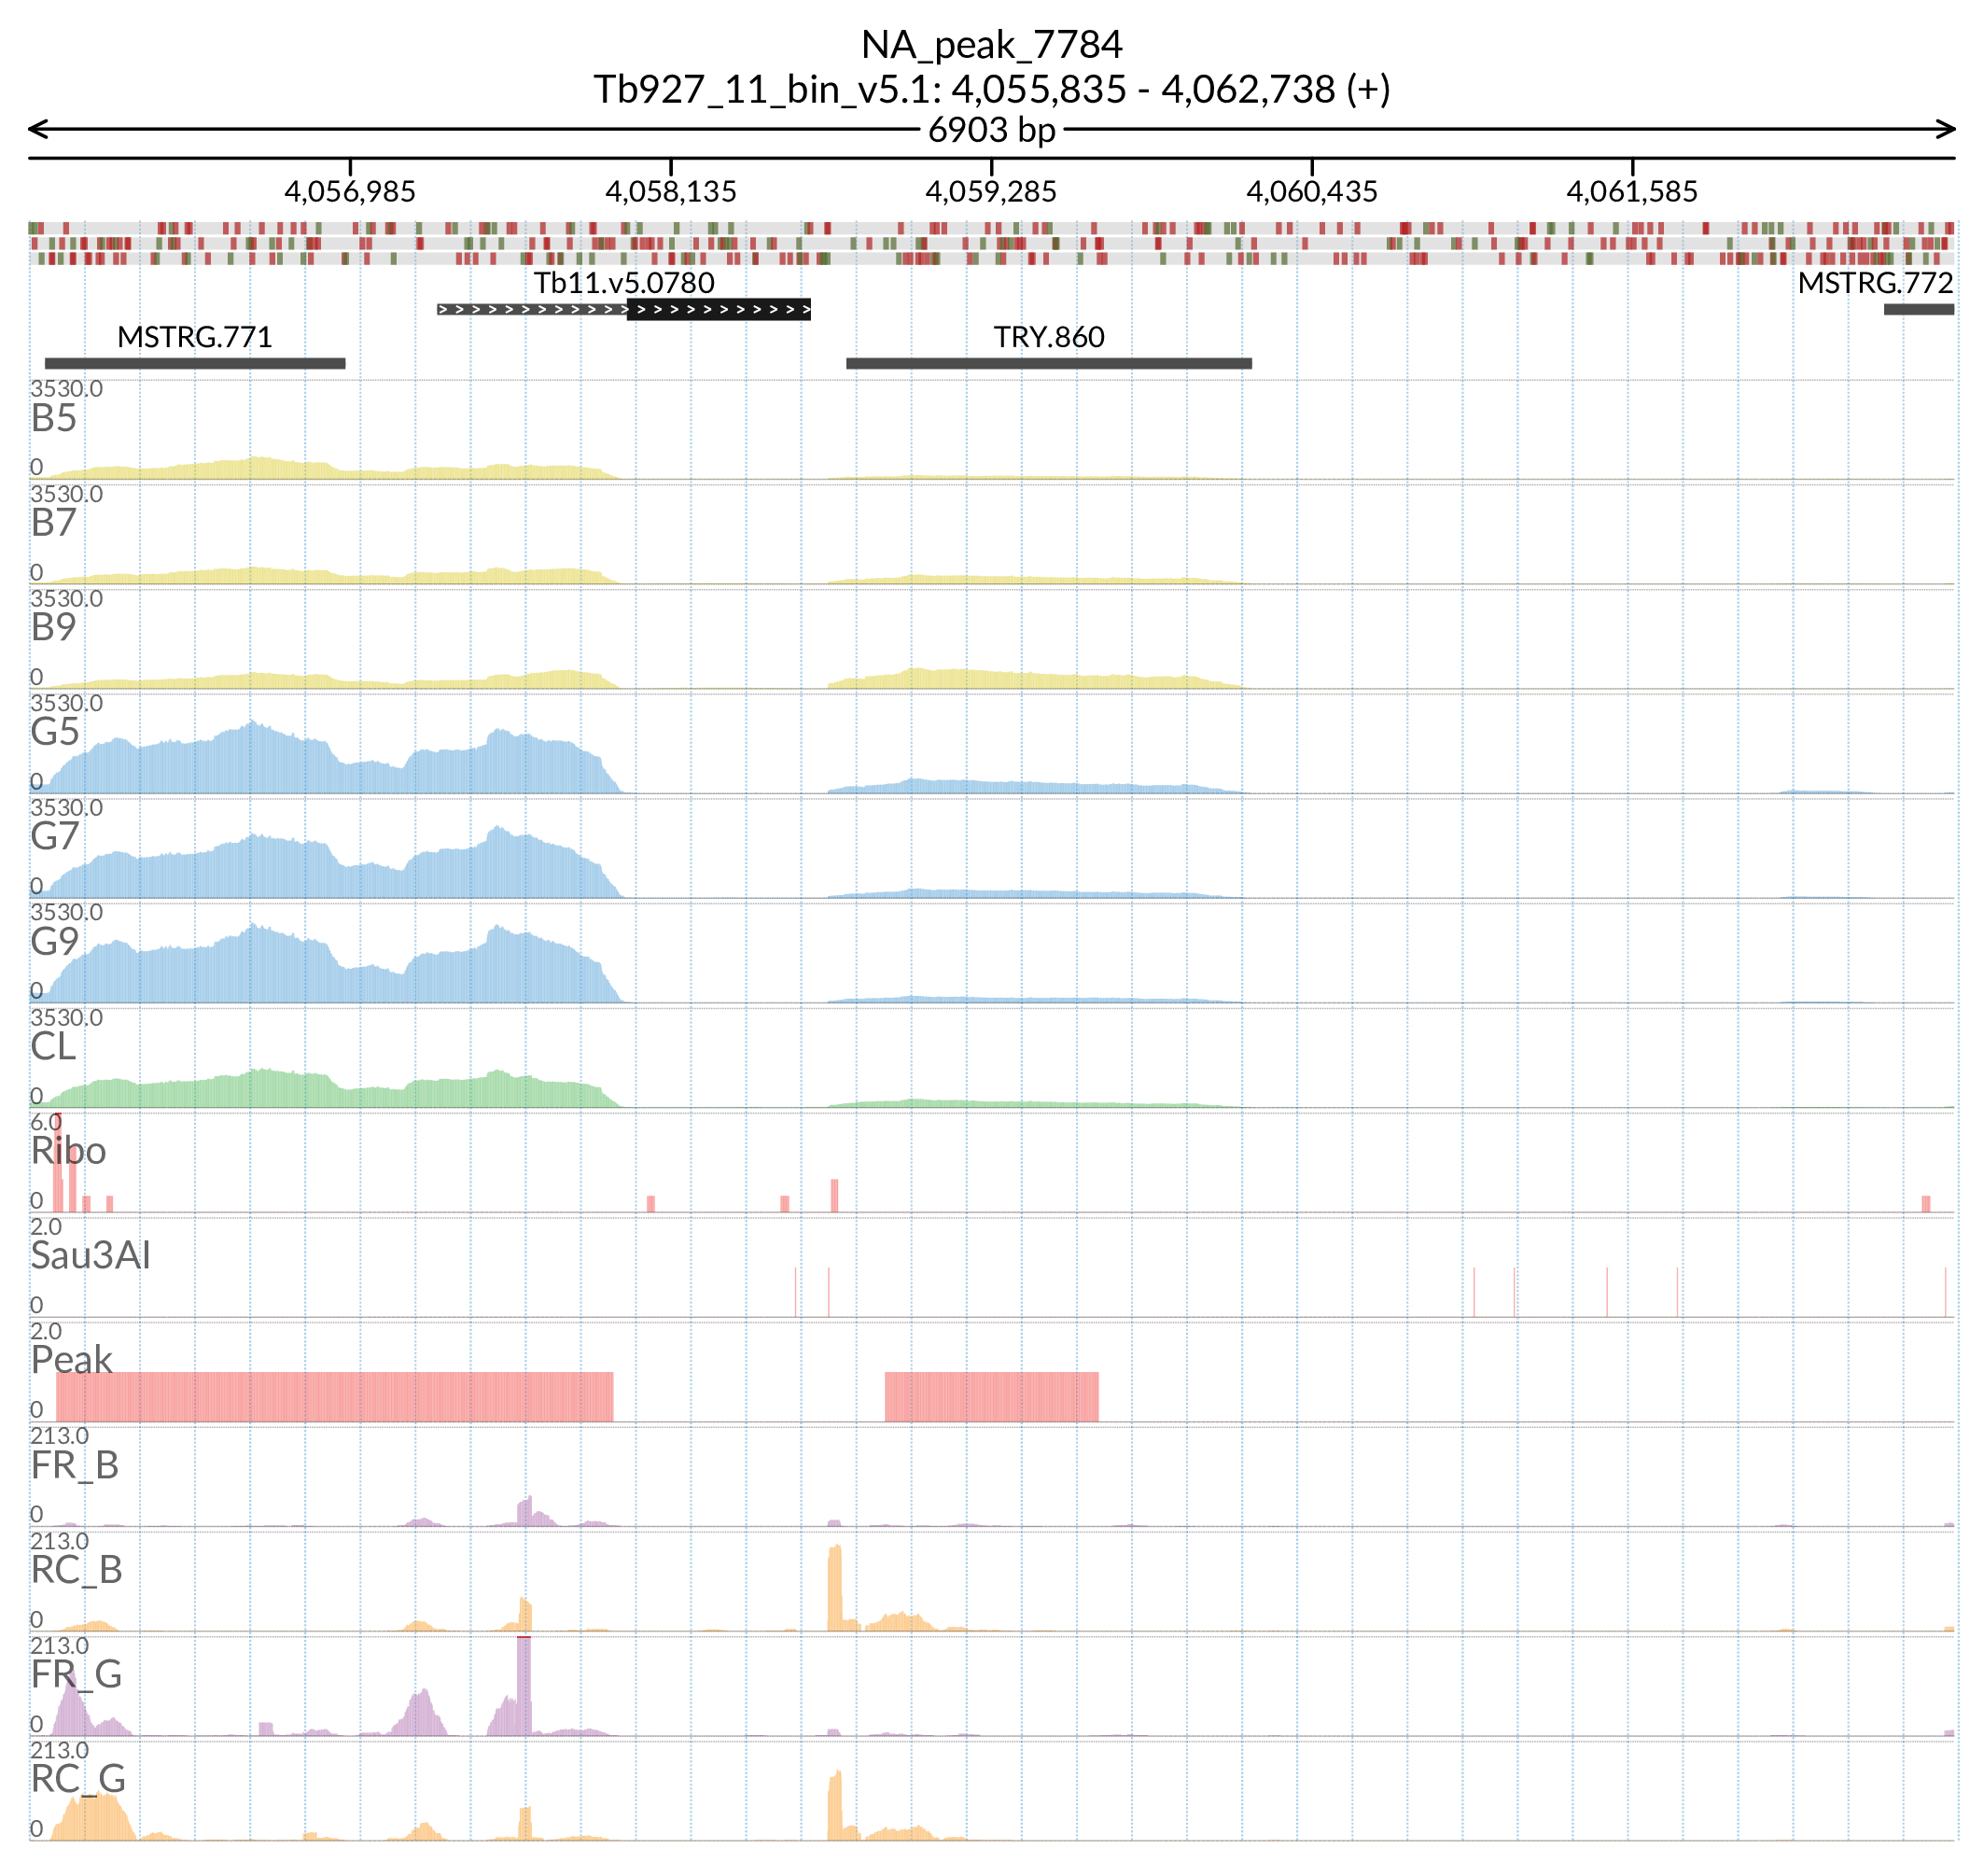 NA_peak_7784
Tb927_11_bin_v5.1: 4,055,835 - 4,062,738 (+)
6903 bp
4,056,985 4,058,135 4,059,285 4,060,435 4,061,585
Tb11.v5.0780 MSTRG.772
MSTRG.771 TRY.860
3530.0
B5
0
3530.0
B7
0
3530.0
B9
0
3530.0
G5
0
3530.0
G7
0
3530.0
G9
0
3530.0
CL
0
6.0
Ribo
0
2.0
Sau3AI
0
2.0
Peak
0
213.0
FR_B
0
213.0
RC_B
0
213.0
FR_G
0
213.0
RC_G
0